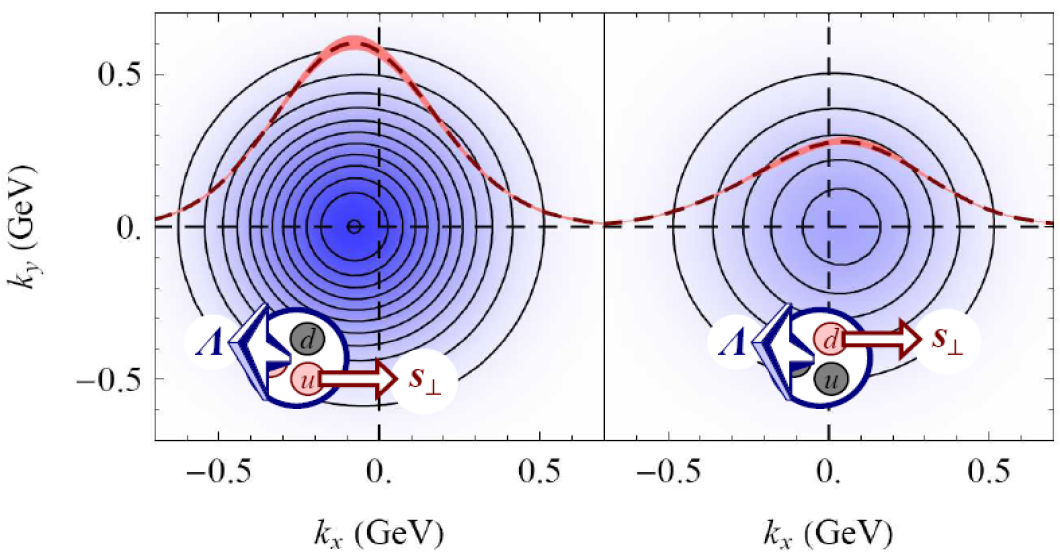 0.5
0.
−0.5
k_y (GeV)
Λ d u s⊥
Λ d u s⊥
−0.5 0. 0.5 0. 0.5
−0.5
k_x (GeV) k_x (GeV)